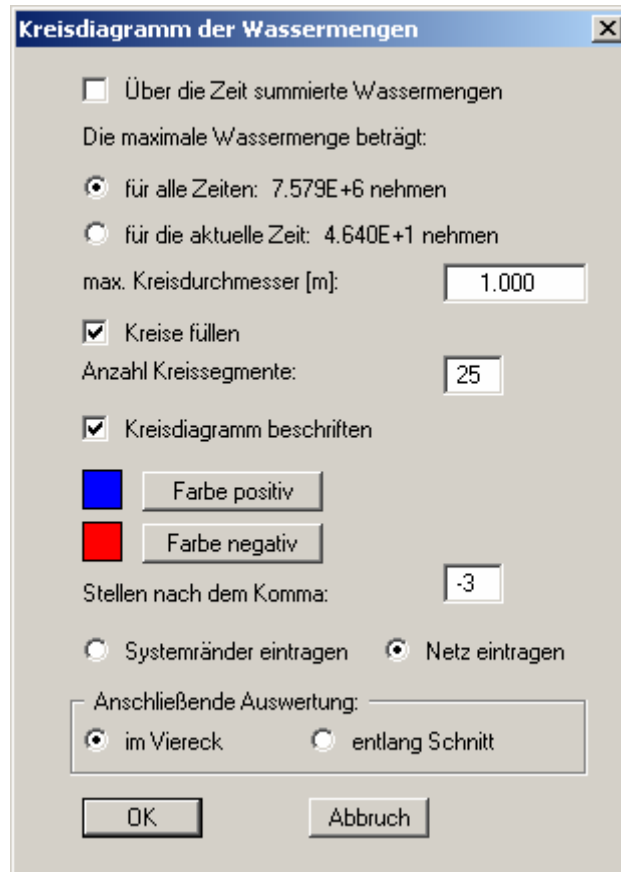 Kreisdiagramm der Wassermengen
Über die Zeit summierte Wassermengen
Die maximale Wassermenge beträgt:
für alle Zeiten: 7.579E+6 nehmen
für die aktuelle Zeit: 4.640E+1 nehmen
max. Kreisdurchmesser [m]: 1.000
Kreise füllen
Anzahl Kreissegmente: 25
Kreisdiagramm beschriften
Farbe positiv
Farbe negativ
Stellen nach dem Komma: -3
Systemränder eintragen Netz eintragen
Anschließende Auswertung:
im Viereck entlang Schnitt
OK Abbruch